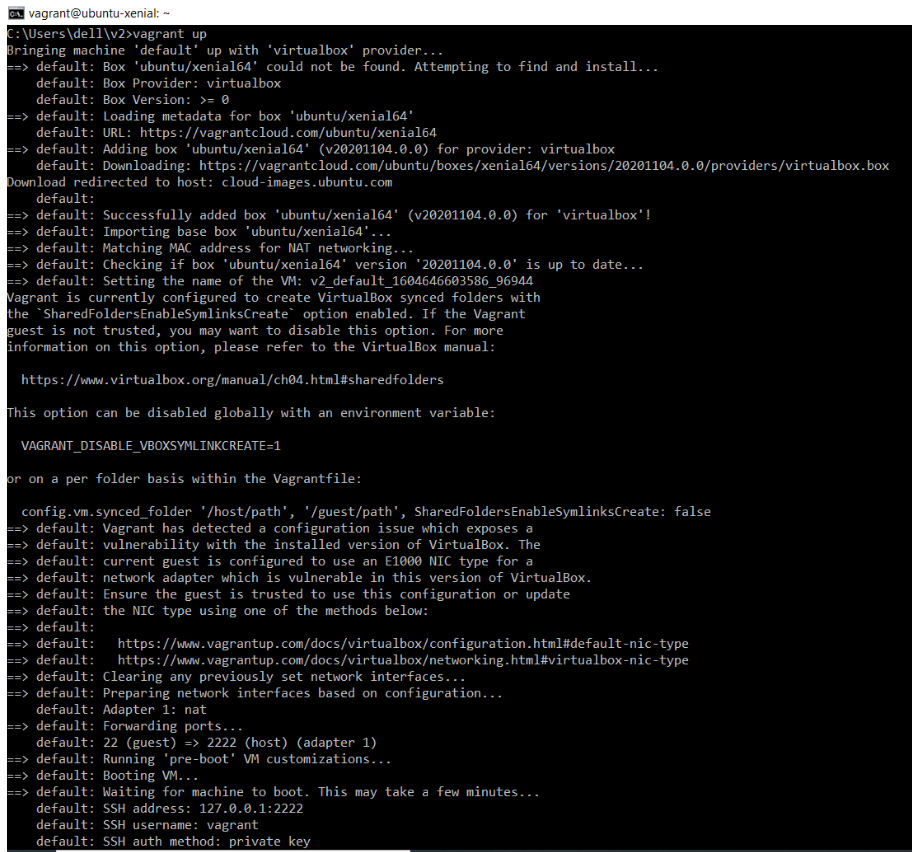 vagrant@ubuntu-xenial: ~
C:\Users\dell\v2>vagrant up
Bringing machine 'default' up with 'virtualbox' provider...
==> default: Box 'ubuntu/xenial64' could not be found. Attempting to find and install...
    default: Box Provider: virtualbox
    default: Box Version: >= 0
==> default: Loading metadata for box 'ubuntu/xenial64'
    default: URL: https://vagrantcloud.com/ubuntu/xenial64
==> default: Adding box 'ubuntu/xenial64' (v20201104.0.0) for provider: virtualbox
    default: Downloading: https://vagrantcloud.com/ubuntu/boxes/xenial64/versions/20201104.0.0/providers/virtualbox.box
Download redirected to host: cloud-images.ubuntu.com
    default:
==> default: Successfully added box 'ubuntu/xenial64' (v20201104.0.0) for 'virtualbox'!
==> default: Importing base box 'ubuntu/xenial64'...
==> default: Matching MAC address for NAT networking...
==> default: Checking if box 'ubuntu/xenial64' version '20201104.0.0' is up to date...
==> default: Setting the name of the VM: v2_default_1604646603586_96944
Vagrant is currently configured to create VirtualBox synced folders with
the `SharedFoldersEnableSymlinksCreate` option enabled. If the Vagrant
guest is not trusted, you may want to disable this option. For more
information on this option, please refer to the VirtualBox manual:
  https://www.virtualbox.org/manual/ch04.html#sharedfolders
This option can be disabled globally with an environment variable:
  VAGRANT_DISABLE_VBOXSYMLINKCREATE=1
or on a per folder basis within the Vagrantfile:
  config.vm.synced_folder '/host/path', '/guest/path', SharedFoldersEnableSymlinksCreate: false
==> default: Vagrant has detected a configuration issue which exposes a
==> default: vulnerability with the installed version of VirtualBox. The
==> default: current guest is configured to use an E1000 NIC type for a
==> default: network adapter which is vulnerable in this version of VirtualBox.
==> default: Ensure the guest is trusted to use this configuration or update
==> default: the NIC type using one of the methods below:
==> default:
==> default:   https://www.vagrantup.com/docs/virtualbox/configuration.html#default-nic-type
==> default:   https://www.vagrantup.com/docs/virtualbox/networking.html#virtualbox-nic-type
==> default: Clearing any previously set network interfaces...
==> default: Preparing network interfaces based on configuration...
    default: Adapter 1: nat
==> default: Forwarding ports...
    default: 22 (guest) => 2222 (host) (adapter 1)
==> default: Running 'pre-boot' VM customizations...
==> default: Booting VM...
==> default: Waiting for machine to boot. This may take a few minutes...
    default: SSH address: 127.0.0.1:2222
    default: SSH username: vagrant
    default: SSH auth method: private key